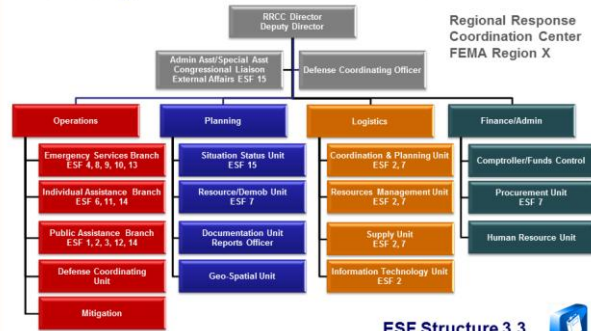 RRCC Director
Deputy Director
Regional Response
Coordination Center
FEMA Region X
Admin Asst/Special Asst
Congressional Liaison
External Affairs ESF 15
Defense Coordinating Officer
Operations
Planning
Logistics
Finance/Admin
Emergency Services Branch
ESF 4, 8, 9, 10, 13
Individual Assistance Branch
ESF 6, 11, 14
Public Assistance Branch
ESF 1, 2, 3, 12, 14
Defense Coordinating
Unit
Mitigation
Situation Status Unit
ESF 15
Resource/Demob Unit
ESF 7
Documentation Unit
Reports Officer
Geo-Spatial Unit
Coordination & Planning Unit
ESF 2, 7
Resources Management Unit
ESF 2, 7
Supply Unit
ESF 2, 7
Information Technology Unit
ESF 2
Comptroller/Funds Control
Procurement Unit
ESF 7
Human Resource Unit
ESF Structure 3.3